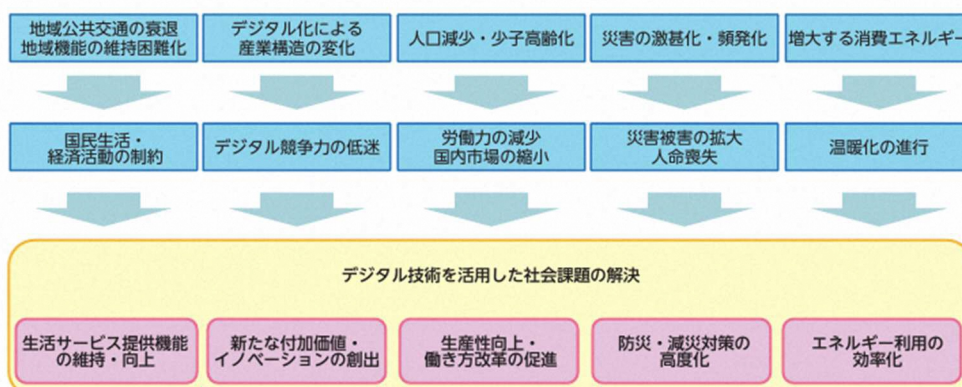 地域公共交通の衰退
地域機能の維持困難化
デジタル化による
産業構造の変化
人口減少・少子高齢化
災害の激甚化・頻発化
増大する消費エネルギー
国民生活・
経済活動の制約
デジタル競争力の低迷
労働力の減少
国内市場の縮小
災害被害の拡大
人命喪失
温暖化の進行
デジタル技術を活用した社会課題の解決
生活サービス提供機能
の維持・向上
新たな付加価値・
イノベーションの創出
生産性向上・
働き方改革の促進
防災・減災対策の
高度化
エネルギー利用の
効率化